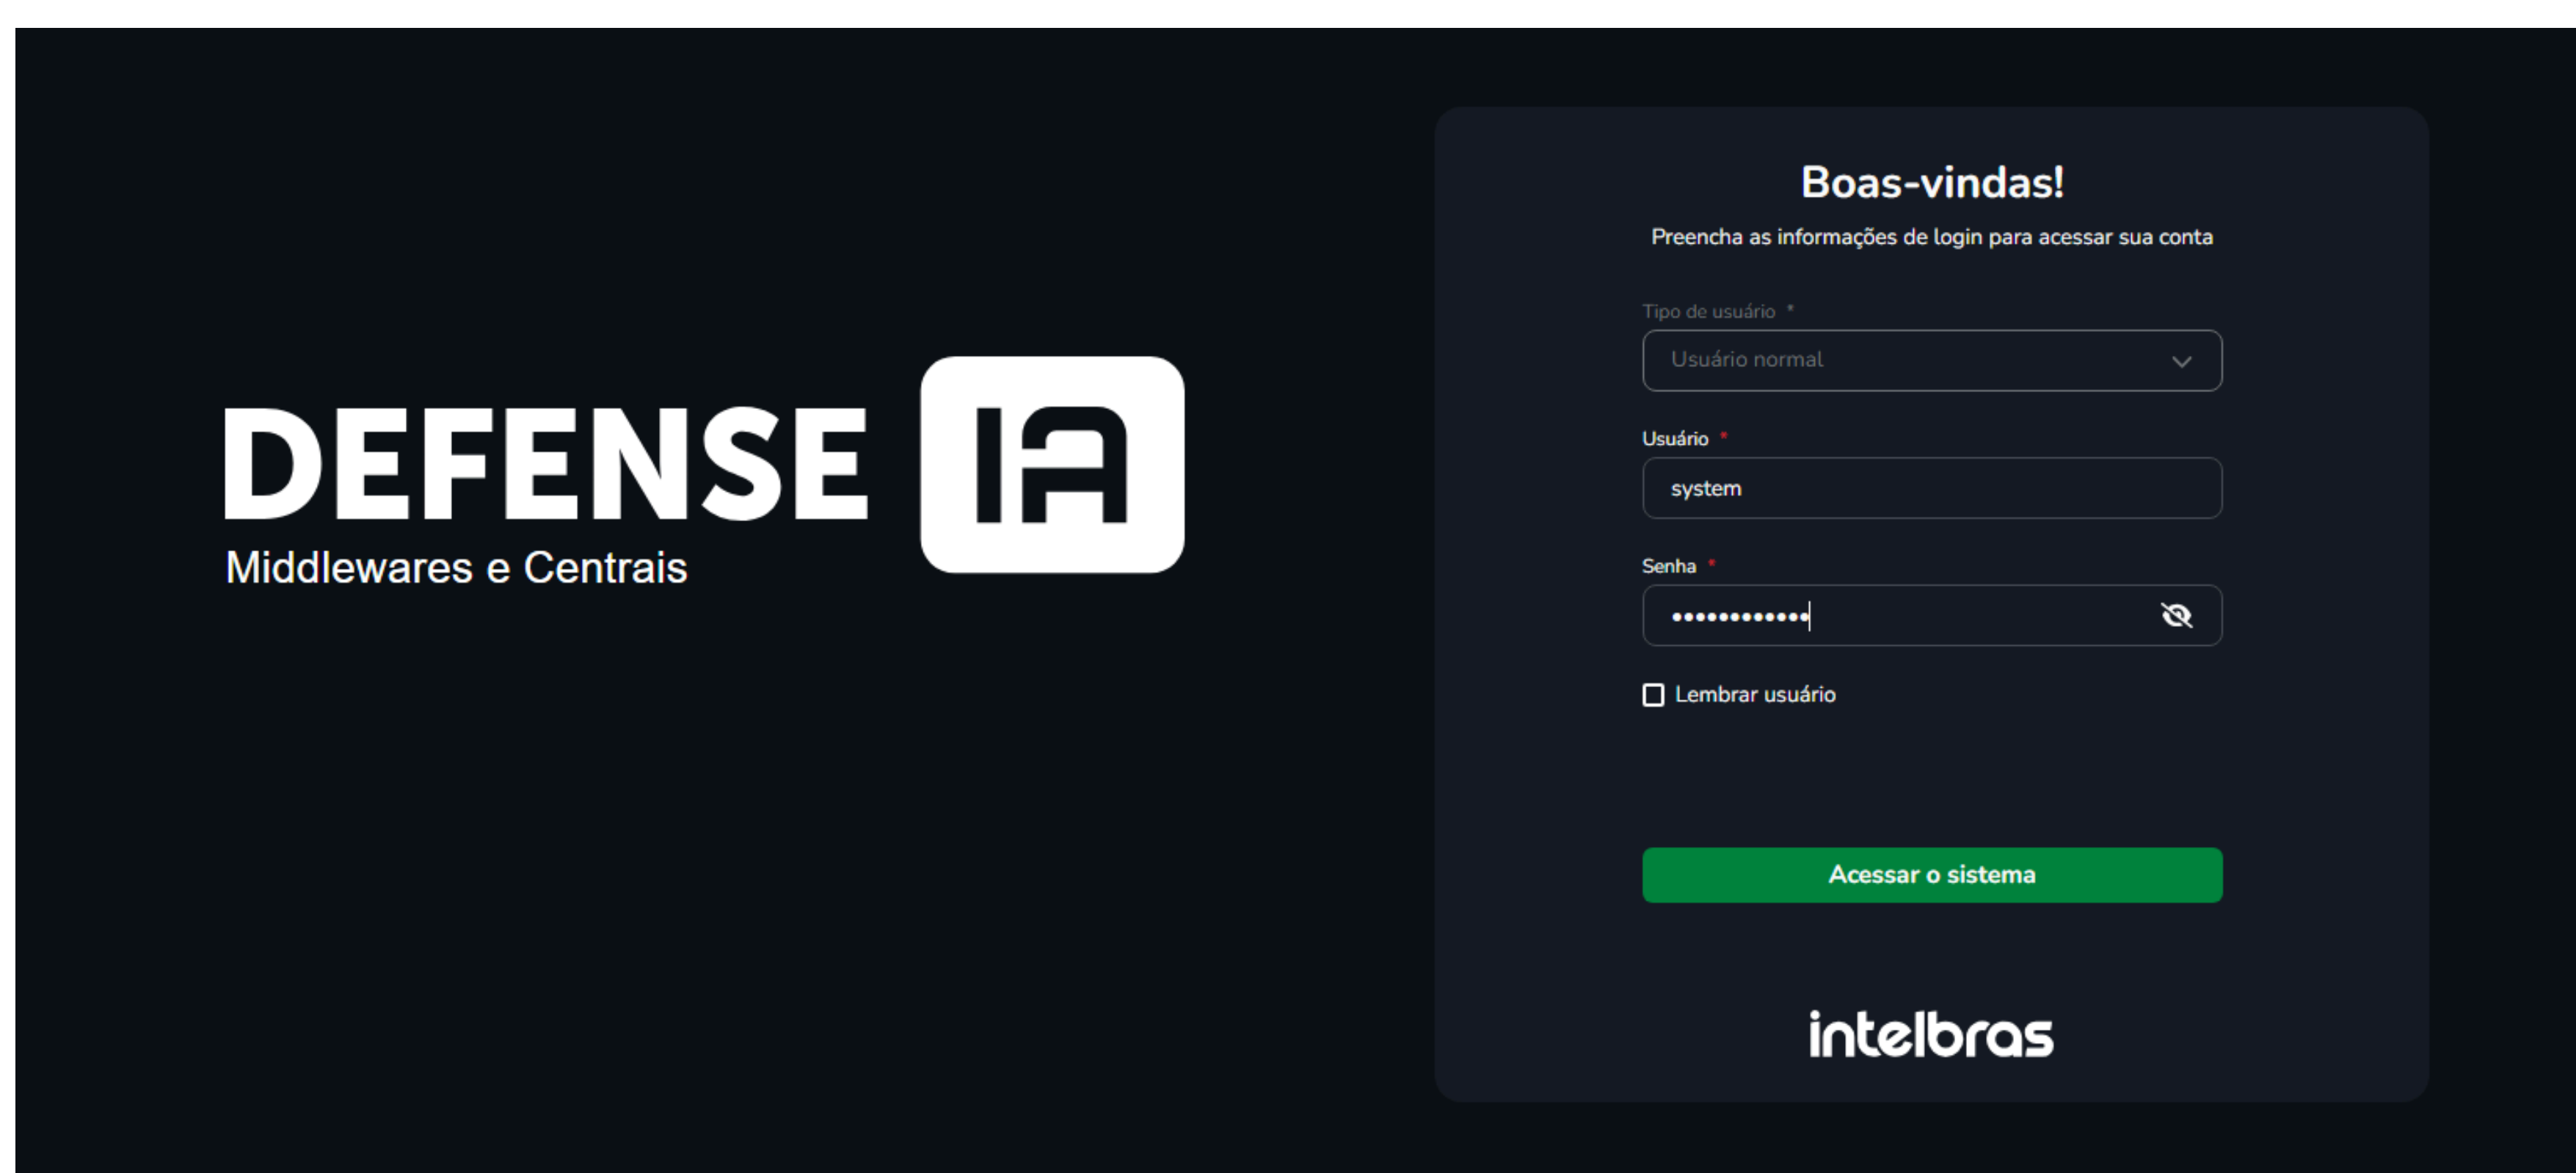 DEFENSE IA
Middlewares e Centrais
Boas-vindas!
Preencha as informações de login para acessar sua conta
Tipo de usuário *
Usuário normal
Usuário *
system
Senha *
••••••••••••
Lembrar usuário
Acessar o sistema
intelbras